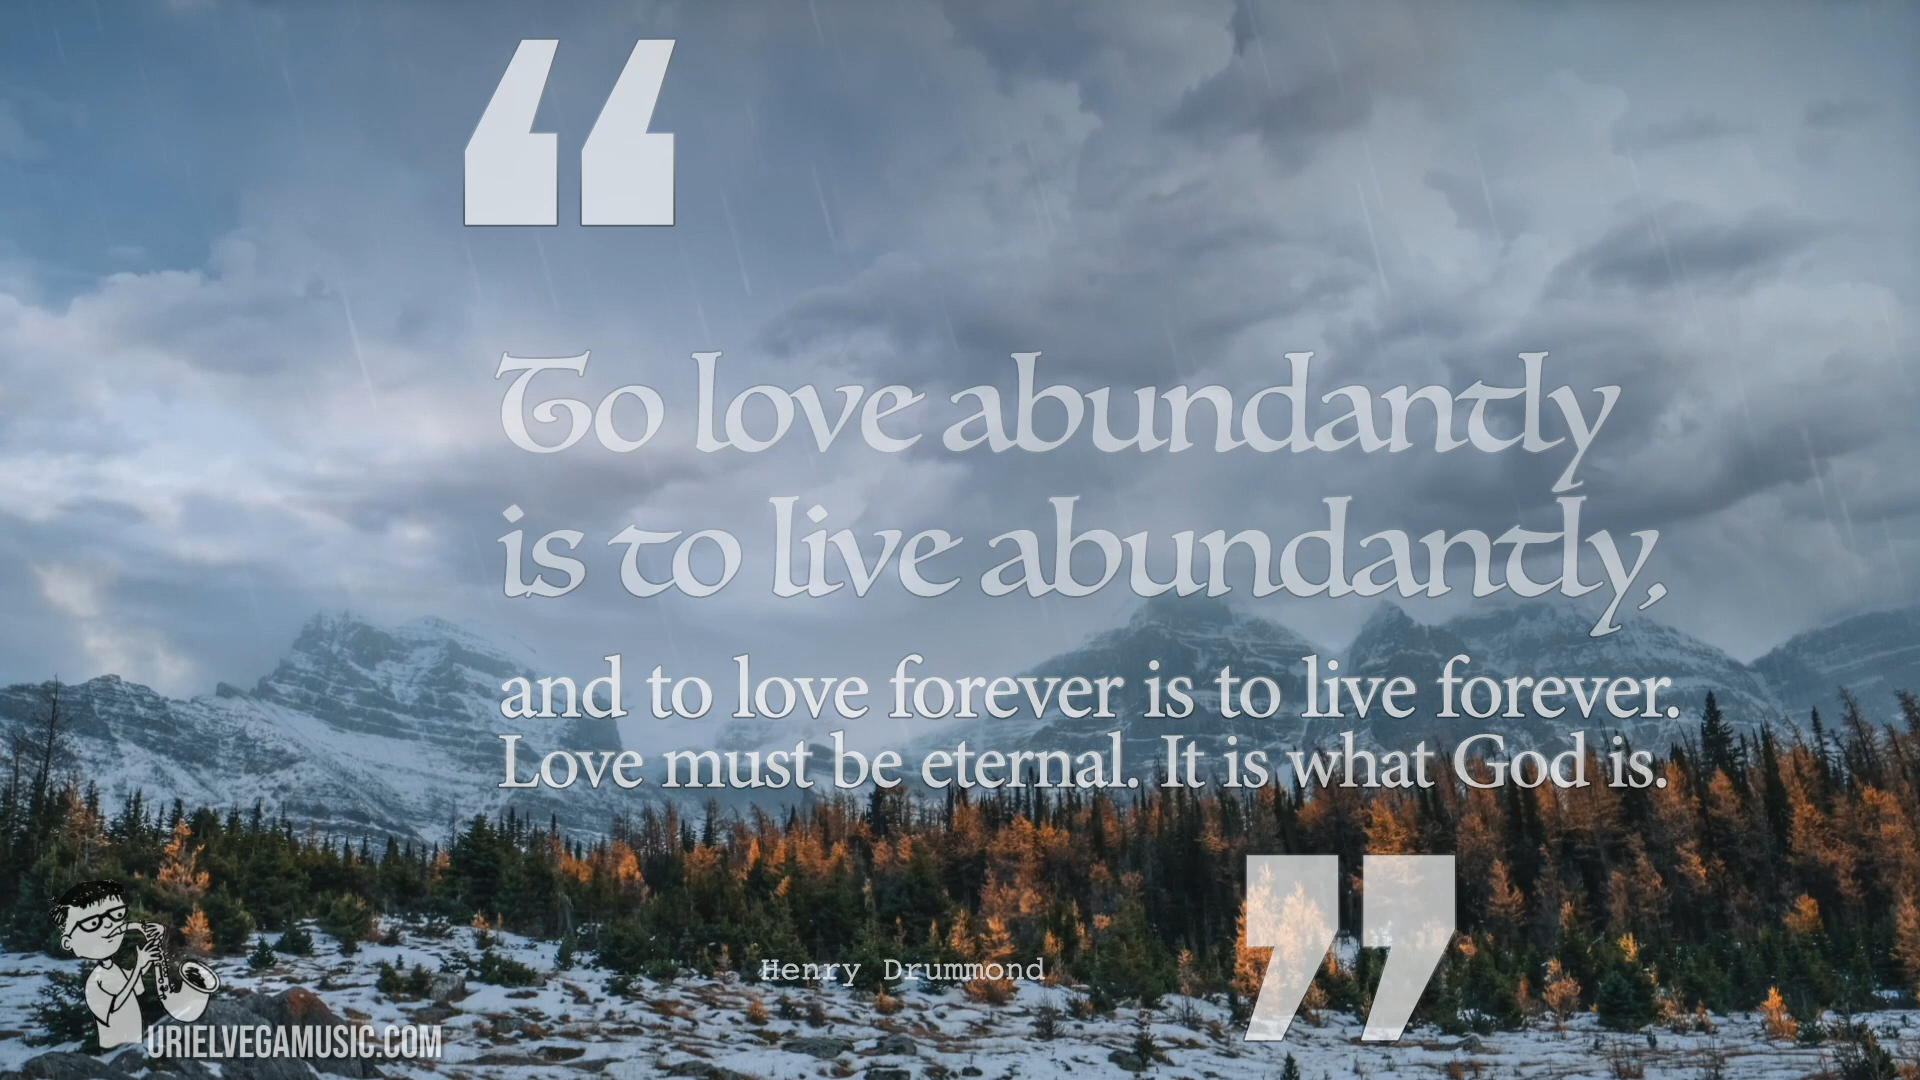 “
To love abundantly
is to live abundantly,
and to love forever is to live forever.
Love must be eternal. It is what God is.
”
Henry Drummond
URIELVEGAMUSIC.COM